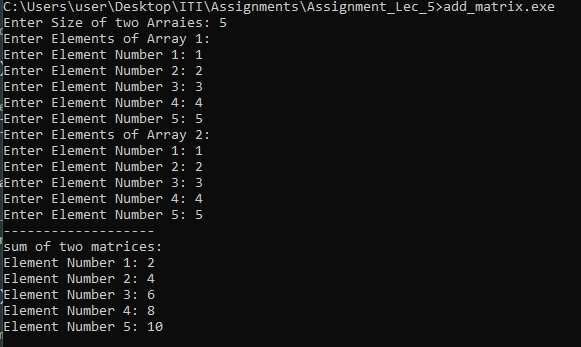 C:\Users\user\Desktop\ITI\Assignments\Assignment_Lec_5>add_matrix.exe
Enter Size of two Arraies: 5
Enter Elements of Array 1:
Enter Element Number 1: 1
Enter Element Number 2: 2
Enter Element Number 3: 3
Enter Element Number 4: 4
Enter Element Number 5: 5
Enter Elements of Array 2:
Enter Element Number 1: 1
Enter Element Number 2: 2
Enter Element Number 3: 3
Enter Element Number 4: 4
Enter Element Number 5: 5
-------------------
sum of two matrices:
Element Number 1: 2
Element Number 2: 4
Element Number 3: 6
Element Number 4: 8
Element Number 5: 10